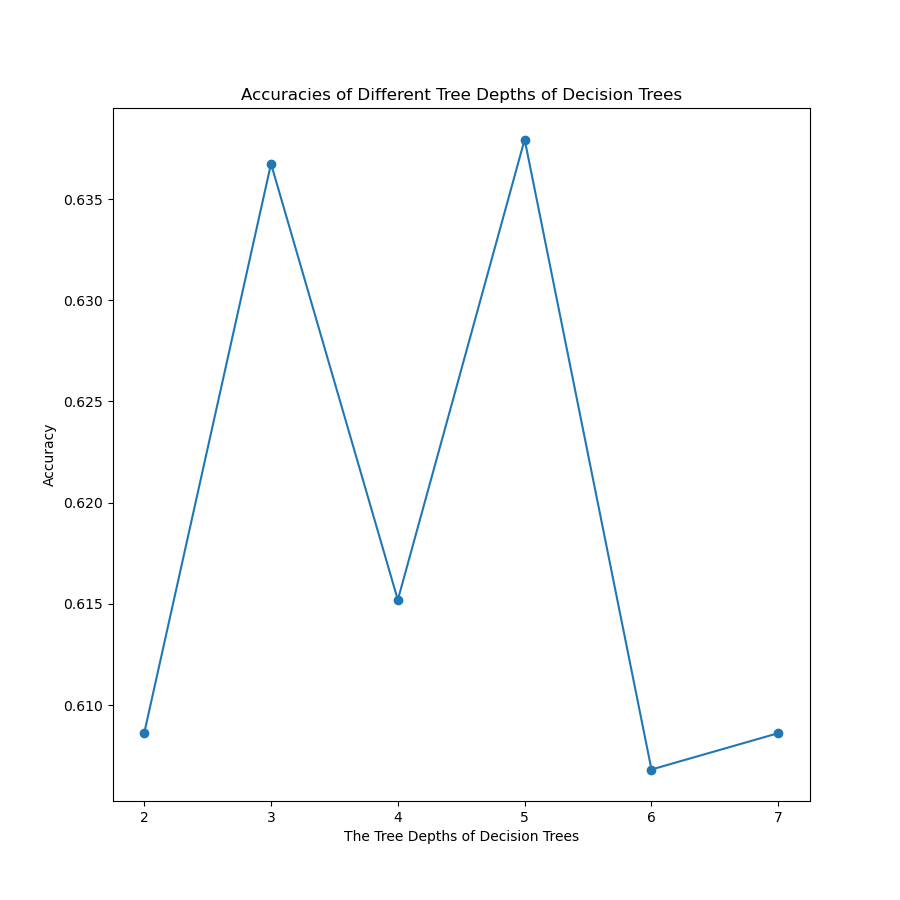 Accuracies of Different Tree Depths of Decision Trees
0.635
0.630
0.625
0.620
0.615
0.610
Accuracy
2 3 4 5 6 7
The Tree Depths of Decision Trees